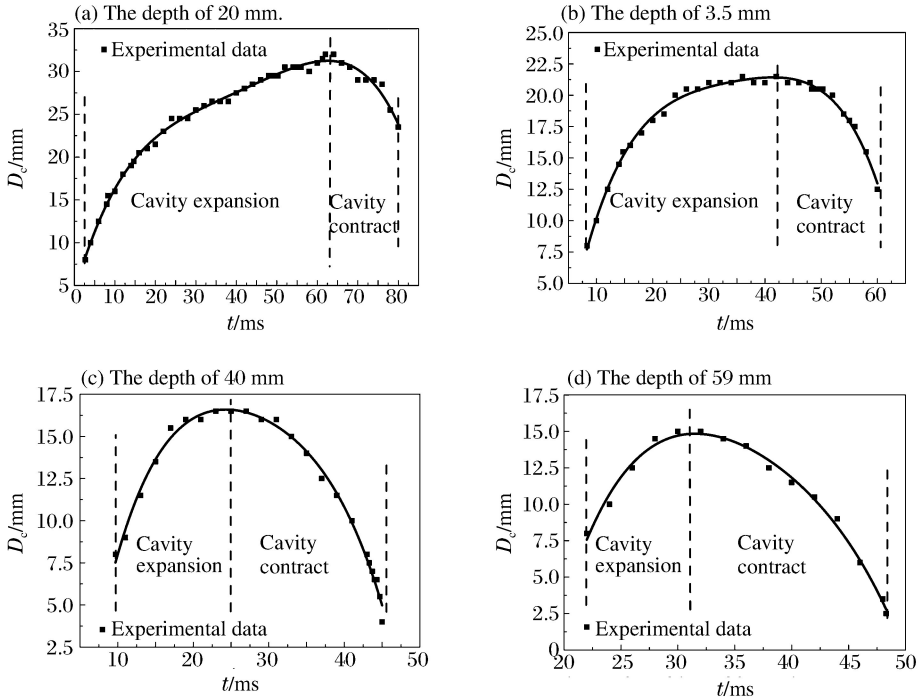 (a) The depth of 20 mm.
35
30
25
20
15
10
5
D_c/mm
Experimental data
Cavity expansion
Cavity
contract
0 10 20 30 40 50 60 70 80
t/ms
(b) The depth of 3.5 mm
25.0
22.5
20.0
17.5
15.0
12.5
10.0
7.5
5.0
D_c/mm
Experimental data
Cavity expansion
Cavity
contract
10 20 30 40 50 60
t/ms
(c) The depth of 40 mm
17.5
15.0
12.5
10.0
7.5
5.0
2.5
D_c/mm
Cavity
expansion
Cavity
contract
Experimental data
10 20 30 40 50
t/ms
(d) The depth of 59 mm
17.5
15.0
12.5
10.0
7.5
5.0
2.5
0
D_c/mm
Cavity
expansion
Cavity
contract
Experimental data
20 22 25 30 35 40 48 50
t/ms